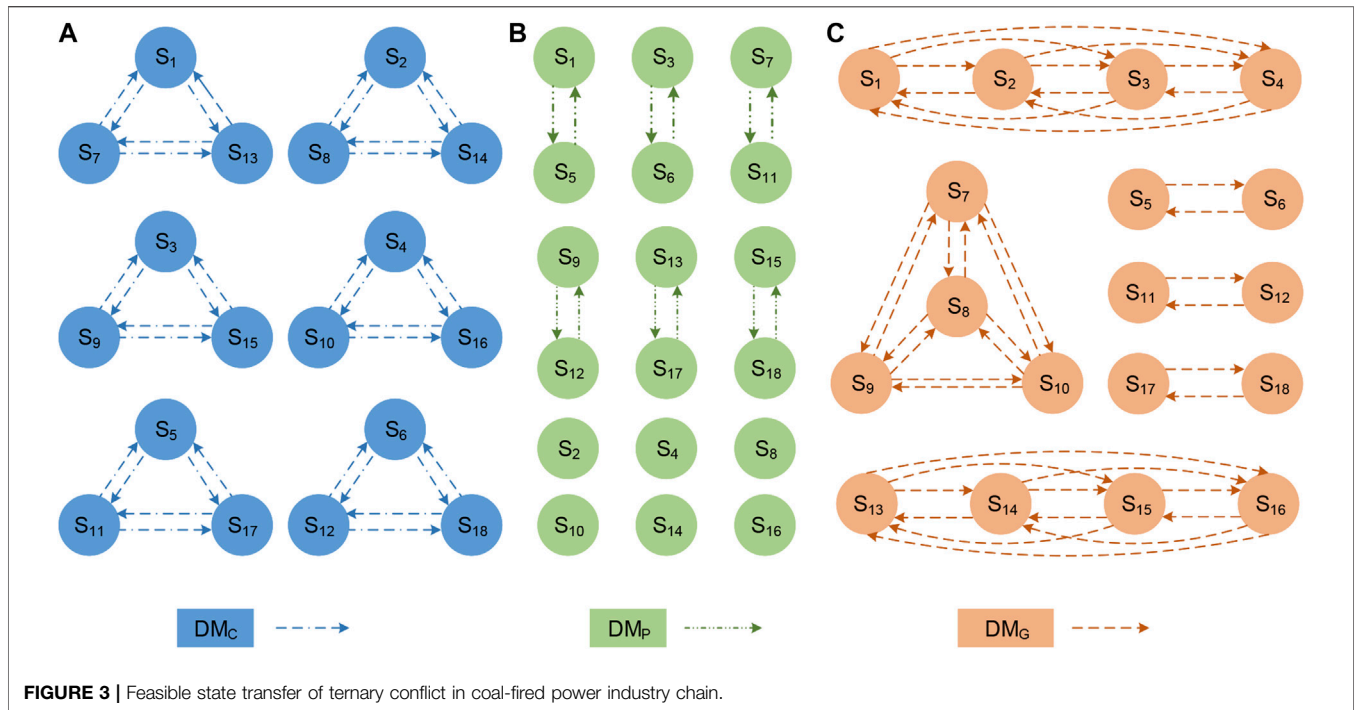 A
B
C
S1
S2
S7
S13
S8
S14
S3
S4
S9
S15
S10
S16
S5
S6
S11
S17
S12
S18
S1
S3
S7
S5
S6
S11
S9
S13
S15
S12
S17
S18
S2
S4
S8
S10
S14
S16
S1
S2
S3
S4
S7
S8
S9
S10
S5
S6
S11
S12
S17
S18
S13
S14
S15
S16
DMC
DMP
DMG
FIGURE 3 | Feasible state transfer of ternary conflict in coal-fired power industry chain.